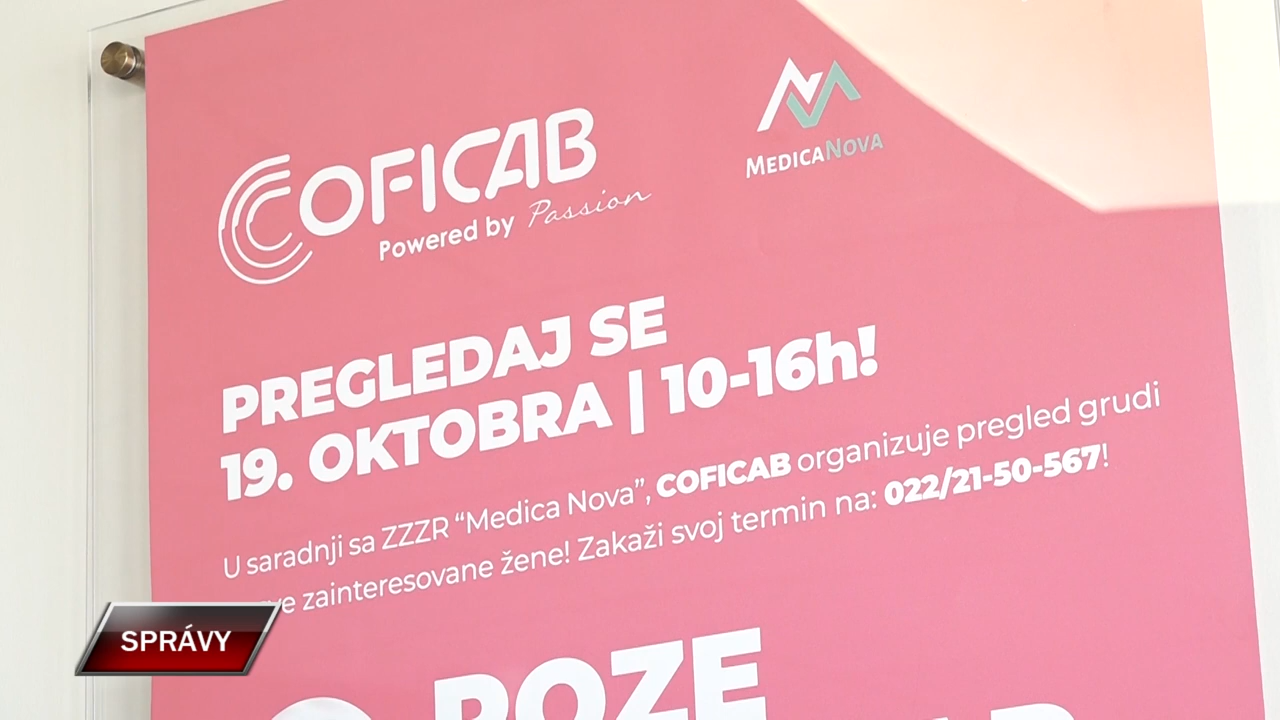 COFICAB
Powered by Passion
MEDICANOVA
PREGLEDAJ SE
19. OKTOBRA | 10-16h!
U saradnji sa ZZZR “Medica Nova”, COFICAB organizuje pregled grudi
zainteresovane žene! Zakaži svoj termin na: 022/21-50-567!
ROZE
SPRÁVY